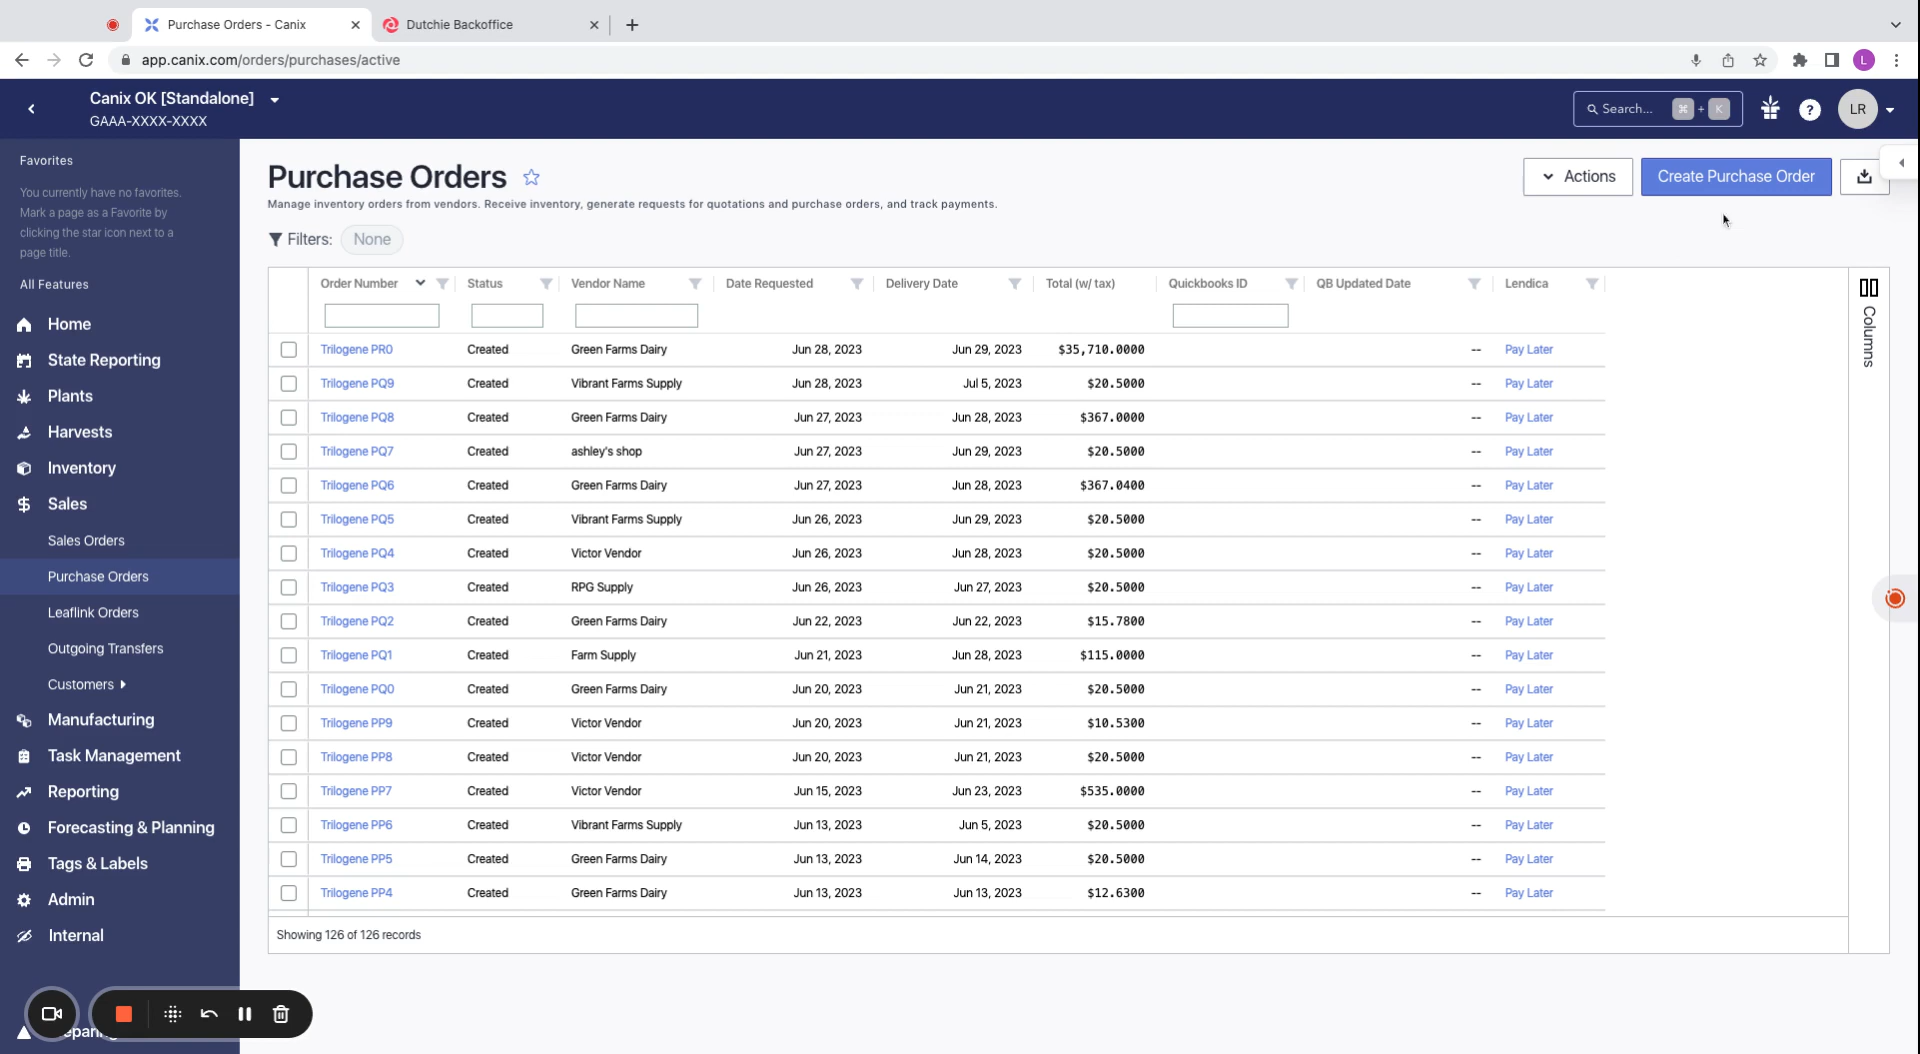 Purchase Orders - Canix
Dutchie Backoffice
app.canix.com/orders/purchases/active
L
Canix OK [Standalone]
GAAA-XXXX-XXXX
Search... ⌘ + K
?
LR
Favorites
You currently have no favorites.
Mark a page as a Favorite by
clicking the star icon next to a
page title.
All Features
Home
State Reporting
Plants
Harvests
Inventory
Sales
Sales Orders
Purchase Orders
Leaflink Orders
Outgoing Transfers
Customers
Manufacturing
Task Management
Reporting
Forecasting & Planning
Tags & Labels
Admin
Internal
Purchase Orders
Manage inventory orders from vendors. Receive inventory, generate requests for quotations and purchase orders, and track payments.
Actions
Create Purchase Order
Filters: None
Order Number Status Vendor Name Date Requested Delivery Date Total (w/ tax) Quickbooks ID QB Updated Date Lendica
Trilogene PR0 Created Green Farms Dairy Jun 28, 2023 Jun 29, 2023 $35,710.0000 -- Pay Later
Trilogene PQ9 Created Vibrant Farms Supply Jun 28, 2023 Jul 5, 2023 $20.5000 -- Pay Later
Trilogene PQ8 Created Green Farms Dairy Jun 27, 2023 Jun 28, 2023 $367.0000 -- Pay Later
Trilogene PQ7 Created ashley's shop Jun 27, 2023 Jun 29, 2023 $20.5000 -- Pay Later
Trilogene PQ6 Created Green Farms Dairy Jun 27, 2023 Jun 28, 2023 $367.0400 -- Pay Later
Trilogene PQ5 Created Vibrant Farms Supply Jun 26, 2023 Jun 29, 2023 $20.5000 -- Pay Later
Trilogene PQ4 Created Victor Vendor Jun 26, 2023 Jun 28, 2023 $20.5000 -- Pay Later
Trilogene PQ3 Created RPG Supply Jun 26, 2023 Jun 27, 2023 $20.5000 -- Pay Later
Trilogene PQ2 Created Green Farms Dairy Jun 22, 2023 Jun 22, 2023 $15.7800 -- Pay Later
Trilogene PQ1 Created Farm Supply Jun 21, 2023 Jun 28, 2023 $115.0000 -- Pay Later
Trilogene PQ0 Created Green Farms Dairy Jun 20, 2023 Jun 21, 2023 $20.5000 -- Pay Later
Trilogene PP9 Created Victor Vendor Jun 20, 2023 Jun 21, 2023 $10.5300 -- Pay Later
Trilogene PP8 Created Victor Vendor Jun 20, 2023 Jun 21, 2023 $20.5000 -- Pay Later
Trilogene PP7 Created Victor Vendor Jun 15, 2023 Jun 23, 2023 $535.0000 -- Pay Later
Trilogene PP6 Created Vibrant Farms Supply Jun 13, 2023 Jun 5, 2023 $20.5000 -- Pay Later
Trilogene PP5 Created Green Farms Dairy Jun 13, 2023 Jun 14, 2023 $20.5000 -- Pay Later
Trilogene PP4 Created Green Farms Dairy Jun 13, 2023 Jun 13, 2023 $12.6300 -- Pay Later
Showing 126 of 126 records
Columns